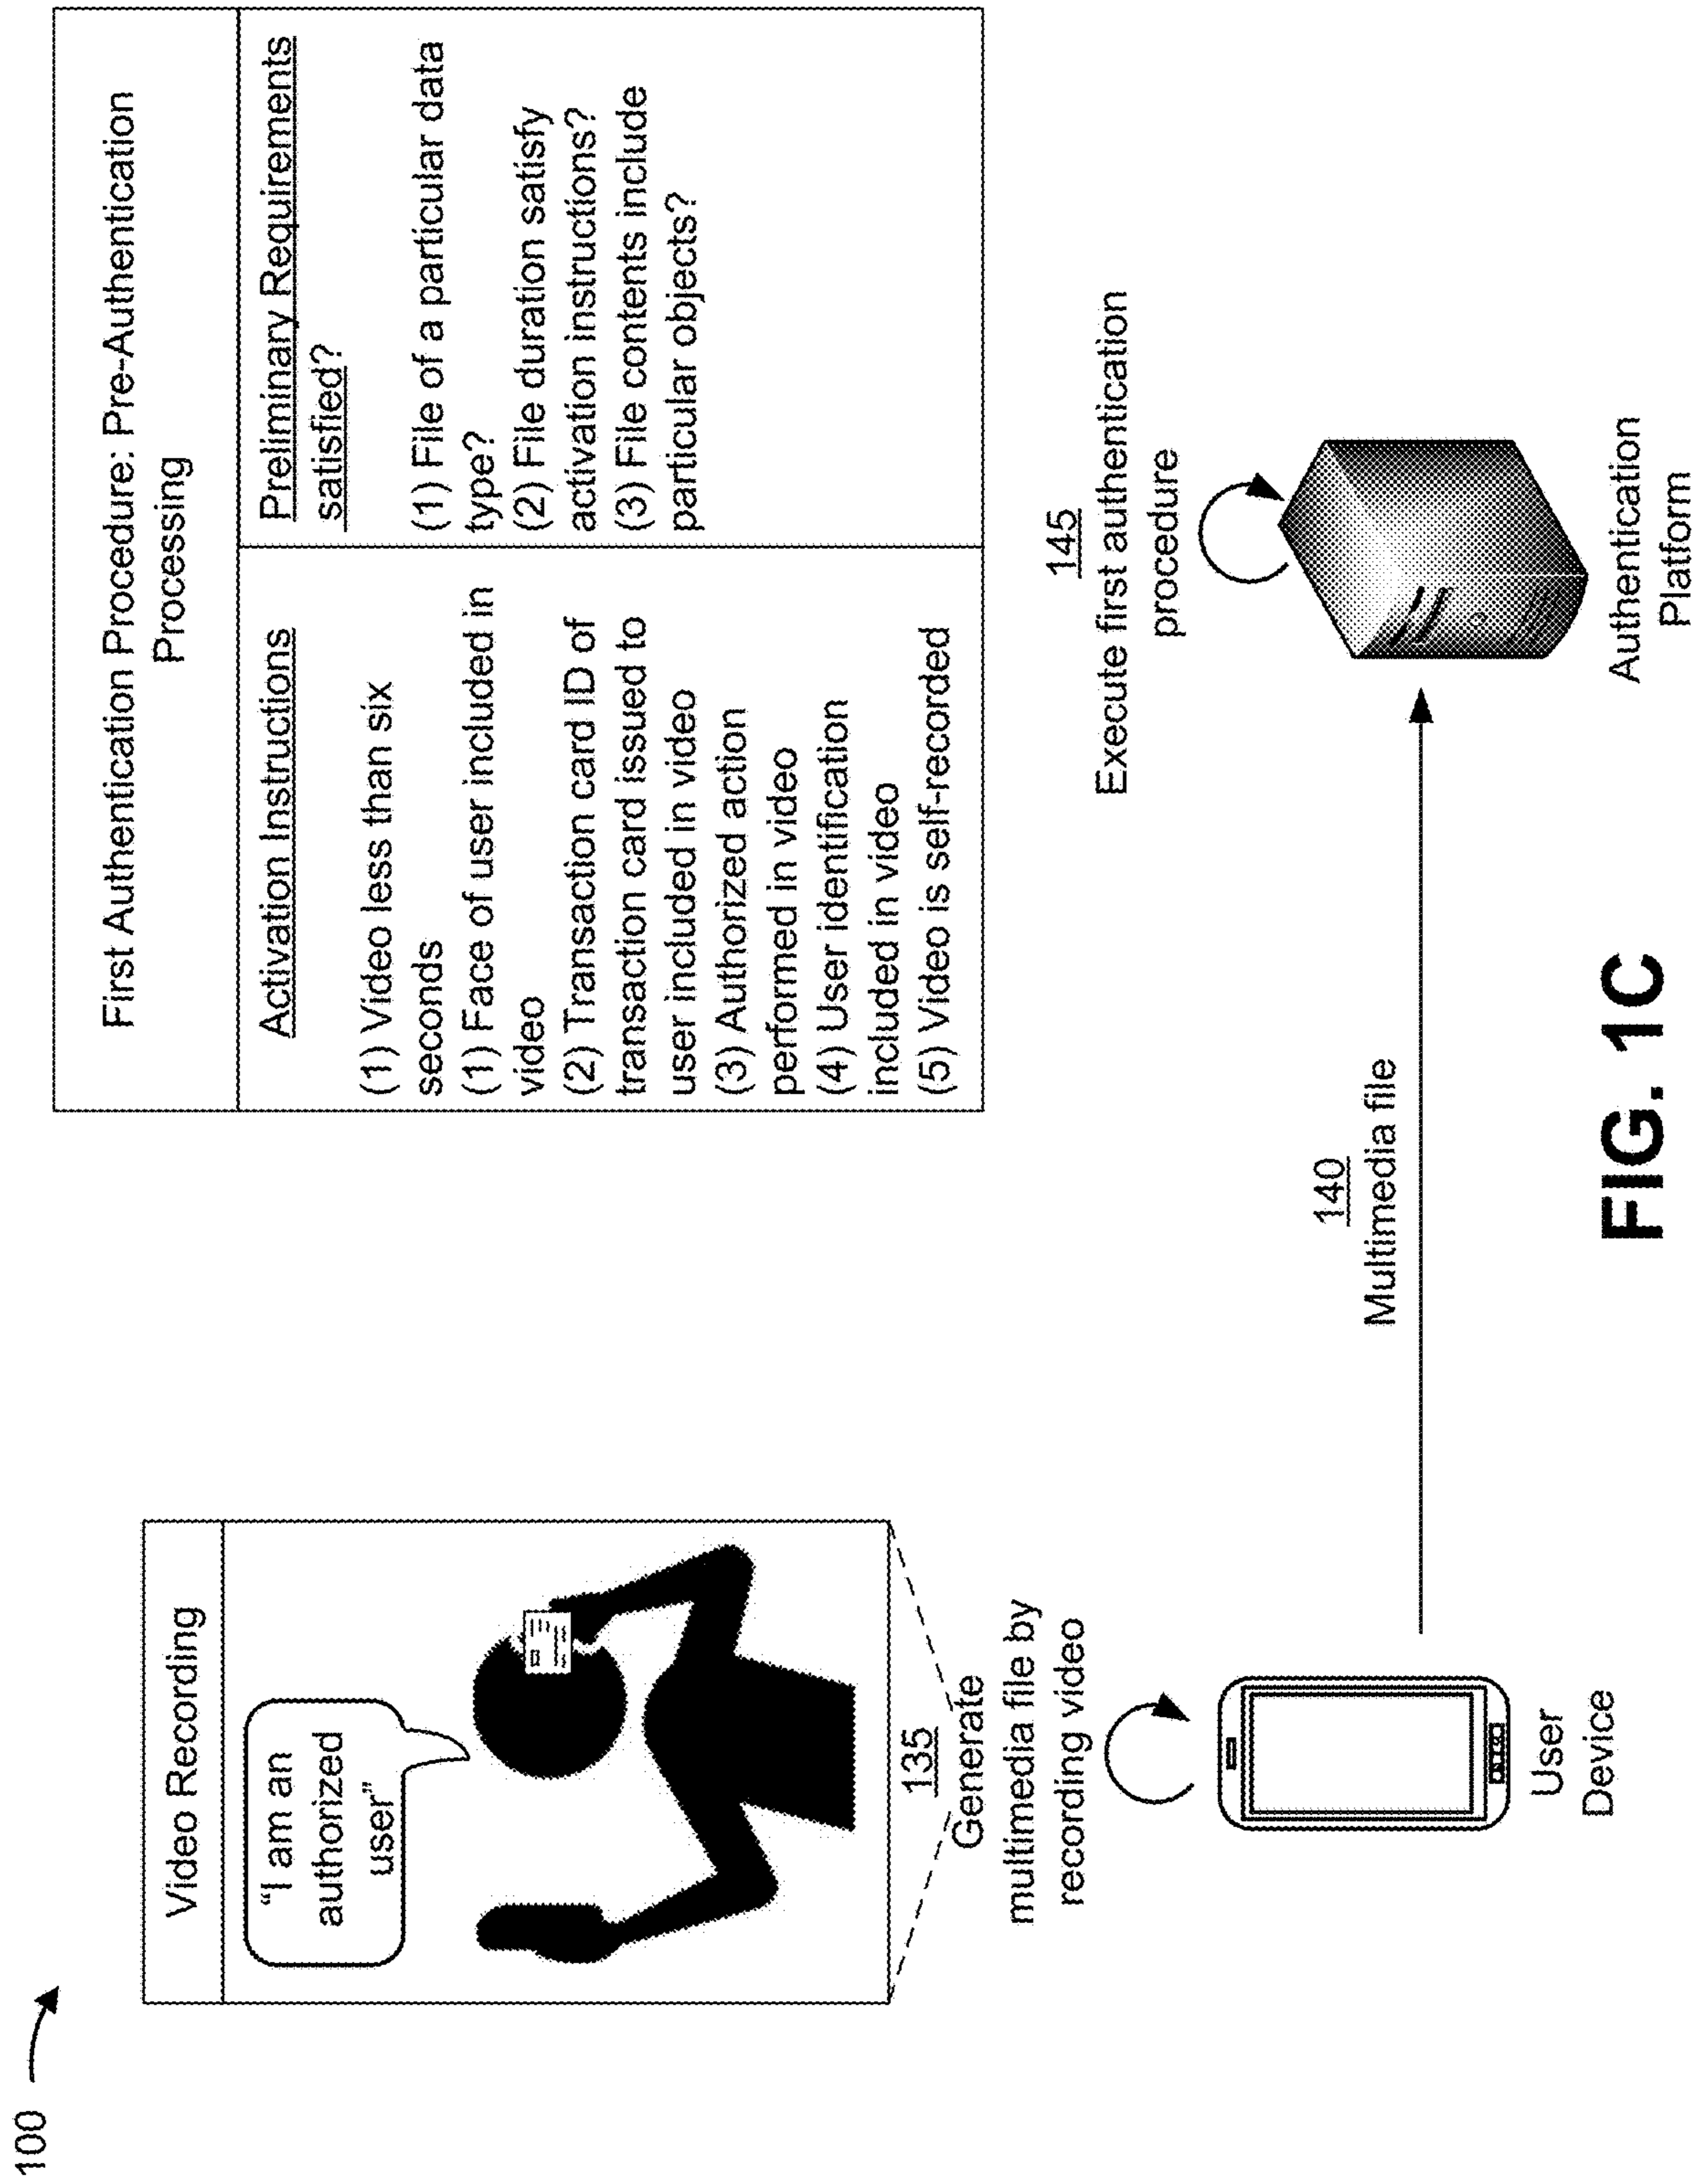 100
Video Recording
"I am an
authorized
user"
135
Generate
multimedia file by
recording video
User
Device
140
Multimedia file
First Authentication Procedure: Pre-Authentication
Processing
Activation Instructions
(1) Video less than six
seconds
(1) Face of user included in
video
(2) Transaction card ID of
transaction card issued to
user included in video
(3) Authorized action
performed in video
(4) User identification
included in video
(5) Video is self-recorded
Preliminary Requirements
satisfied?
(1) File of a particular data
type?
(2) File duration satisfy
activation instructions?
(3) File contents include
particular objects?
145
Execute first authentication
procedure
Authentication
Platform
FIG. 1C